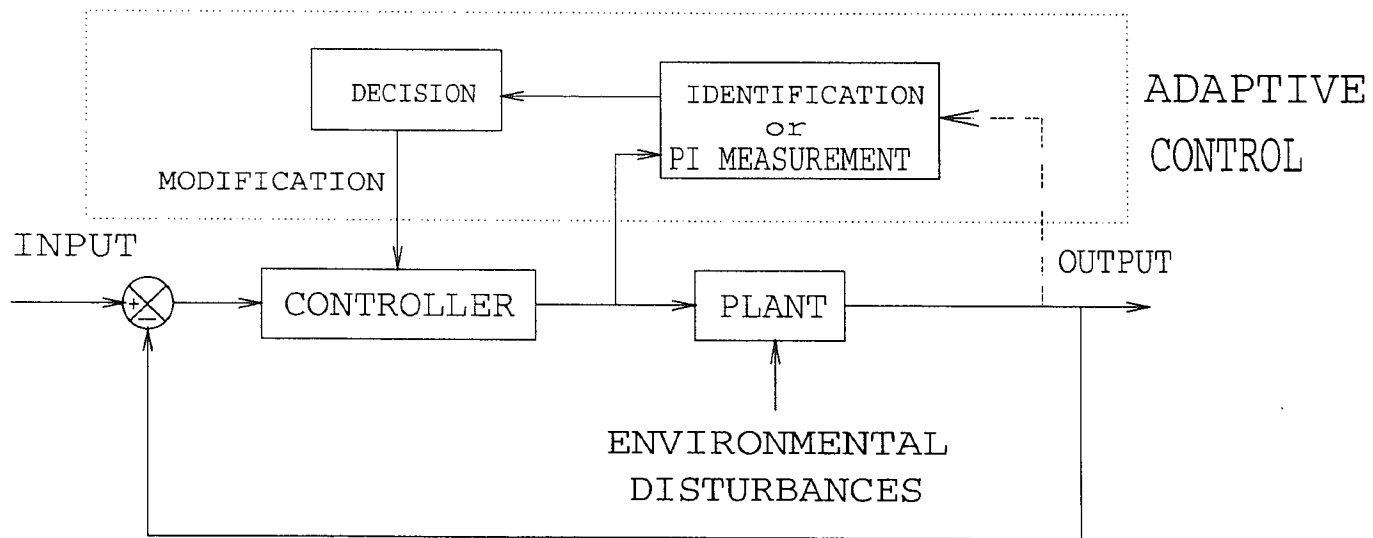 DECISION
IDENTIFICATION
or
PI MEASUREMENT
ADAPTIVE
CONTROL
MODIFICATION
INPUT
OUTPUT
+
−
CONTROLLER
PLANT
ENVIRONMENTAL
DISTURBANCES